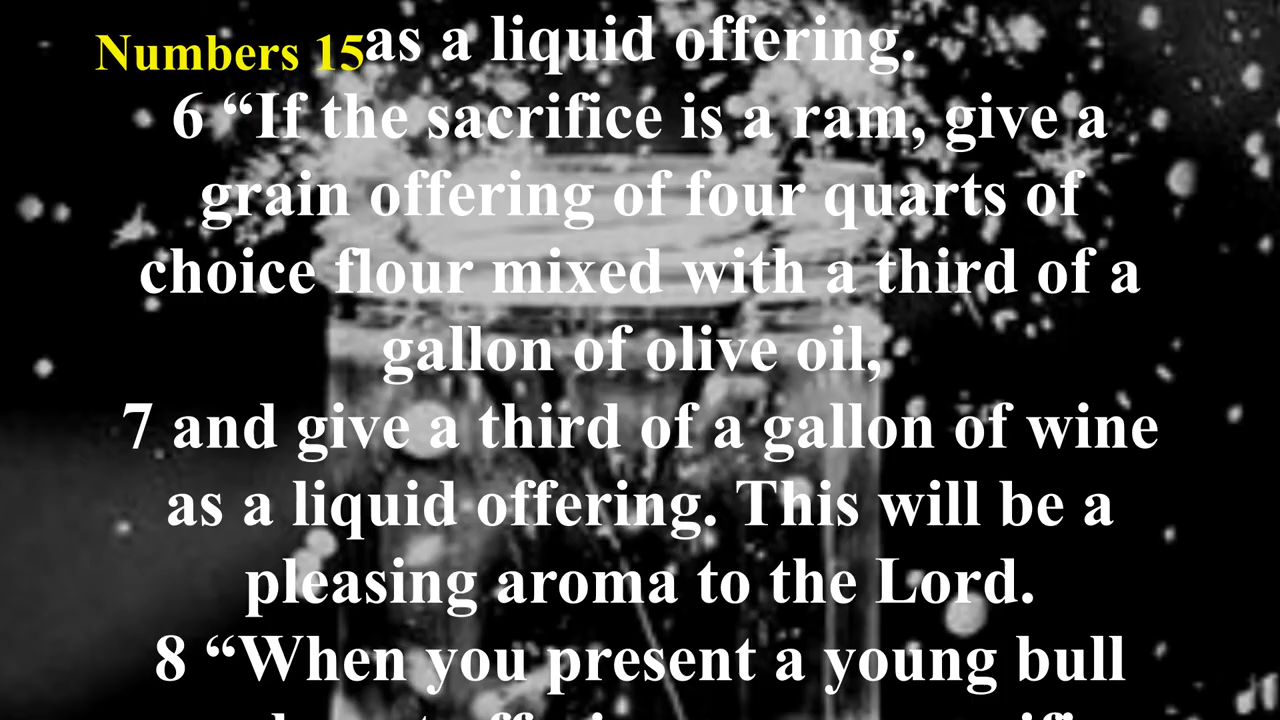 Numbers 15
as a liquid offering.
6 “If the sacrifice is a ram, give a
grain offering of four quarts of
choice flour mixed with a third of a
gallon of olive oil,
7 and give a third of a gallon of wine
as a liquid offering. This will be a
pleasing aroma to the Lord.
8 “When you present a young bull